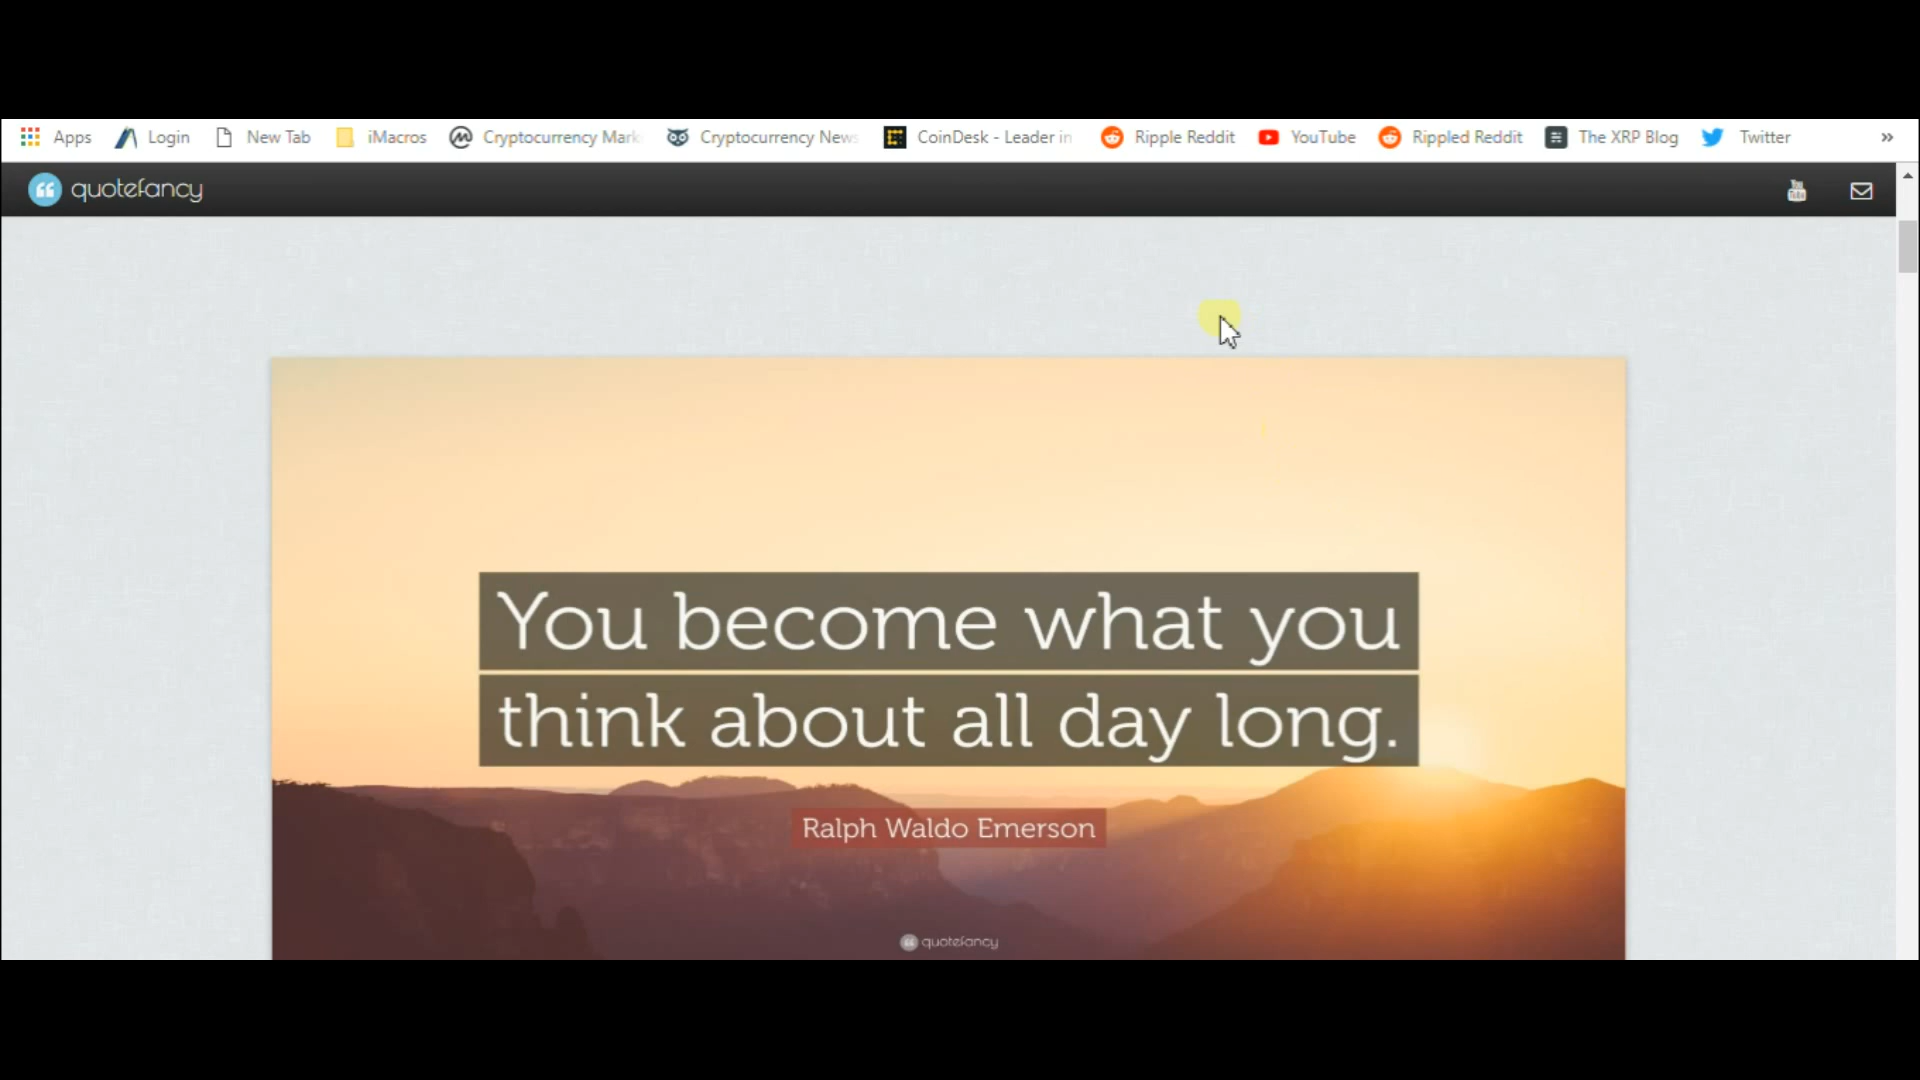 Apps Login New Tab iMacros Cryptocurrency Mark Cryptocurrency News CoinDesk - Leader in Ripple Reddit YouTube Rippled Reddit The XRP Blog Twitter »
quotefancy
You become what you
think about all day long.
Ralph Waldo Emerson
quotefancy